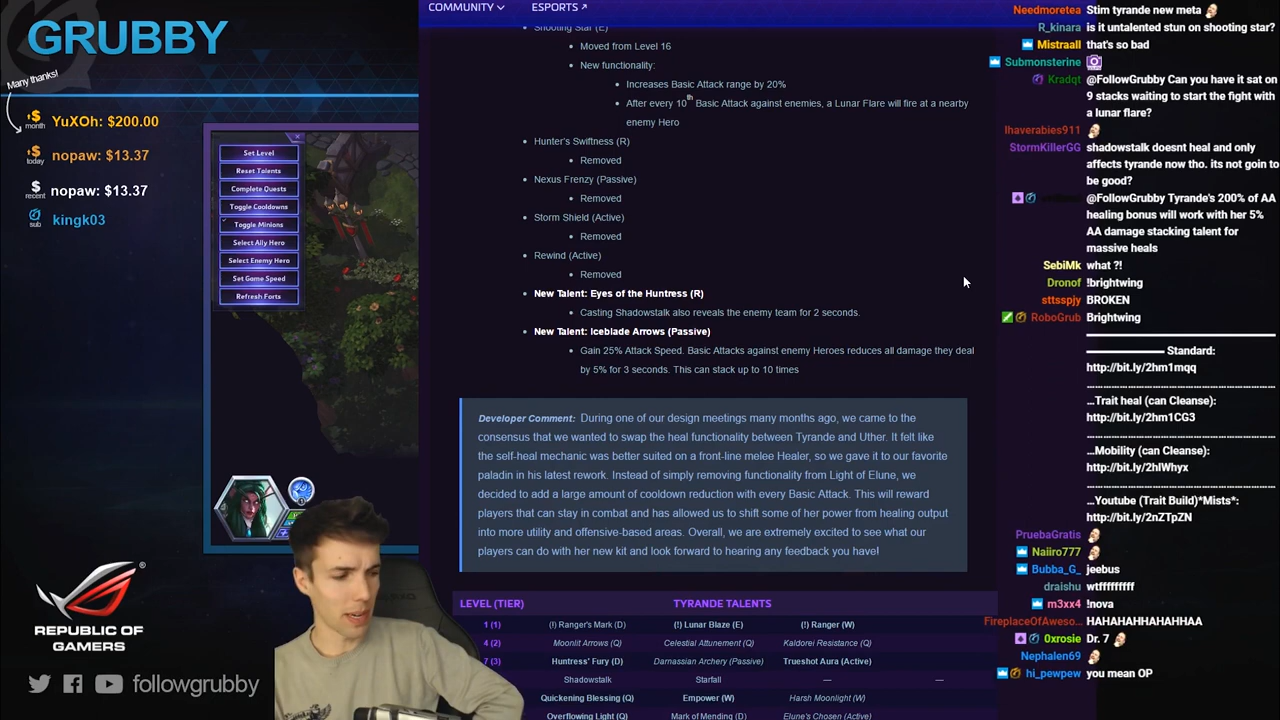 GRUBBY
Many thanks!
$ month YuXOh: $200.00
$ today nopaw: $13.37
$ recent nopaw: $13.37
sub kingk03
Set Level
Reset Talents
Complete Quests
Toggle Cooldowns
Toggle Minions
Select Ally Hero
Select Enemy Hero
Set Game Speed
Refresh Forts
REPUBLIC OF
GAMERS
followgrubby
COMMUNITY
ESPORTS
Shooting Star (E)
Moved from Level 16
New functionality:
Increases Basic Attack range by 20%
After every 10th Basic Attack against enemies, a Lunar Flare will fire at a nearby
enemy Hero
Hunter's Swiftness (R)
Removed
Nexus Frenzy (Passive)
Removed
Storm Shield (Active)
Removed
Rewind (Active)
Removed
New Talent: Eyes of the Huntress (R)
Casting Shadowstalk also reveals the enemy team for 2 seconds.
New Talent: Iceblade Arrows (Passive)
Gain 25% Attack Speed. Basic Attacks against enemy Heroes reduces all damage they deal
by 5% for 3 seconds. This can stack up to 10 times
Developer Comment: During one of our design meetings many months ago, we came to the
consensus that we wanted to swap the heal functionality between Tyrande and Uther. It felt like
the self-heal mechanic was better suited on a front-line melee Healer, so we gave it to our favorite
paladin in his latest rework. Instead of simply removing functionality from Light of Elune, we
decided to add a large amount of cooldown reduction with every Basic Attack. This will reward
players that can stay in combat and has allowed us to shift some of her power from healing output
into more utility and offensive-based areas. Overall, we are extremely excited to see what our
players can do with her new kit and look forward to hearing any feedback you have!
LEVEL (TIER) TYRANDE TALENTS
1 (1) (!) Ranger's Mark (D) (!) Lunar Blaze (E) (!) Ranger (W)
4 (2) Moonlit Arrows (Q) Celestial Attunement (Q) Kaldorei Resistance (Q)
7 (3) Huntress' Fury (D) Darnassian Archery (Passive) Trueshot Aura (Active)
Shadowstalk Starfall — —
Quickening Blessing (Q) Empower (W) Harsh Moonlight (W)
Overflowing Light (Q) Mark of Mending (D) Elune's Chosen (Active)
Needmoretea Stim tyrande new meta
R_kinara is it untalented stun on shooting star?
Mistraall that's so bad
Submonsterine
Kradqt @FollowGrubby Can you have it sat on
9 stacks waiting to start the fight with
a lunar flare?
Ihaverabies911
StormKillerGG shadowstalk doesnt heal and only
affects tyrande now tho. its not goin to
be good?
@FollowGrubby Tyrande's 200% of AA
healing bonus will work with her 5%
AA damage stacking talent for
massive heals
SebiMk what ?!
Dronof !brightwing
sttsspjy BROKEN
RoboGrub Brightwing
Standard:
http://bit.ly/2hm1mqq
...Trait heal (can Cleanse):
http://bit.ly/2hm1CG3
...Mobility (can Cleanse):
http://bit.ly/2hlWhyx
...Youtube (Trait Build)*Mists*:
http://bit.ly/2nZTpZN
PruebaGratis
Naiiro777
Bubba_G_ jeebus
draishu wtfffffffff
m3xx4 !nova
FireplaceOfAweso... HAHAHAHHAHAHHAA
0xrosie Dr. 7
Nephalen69
hi_pewpew you mean OP